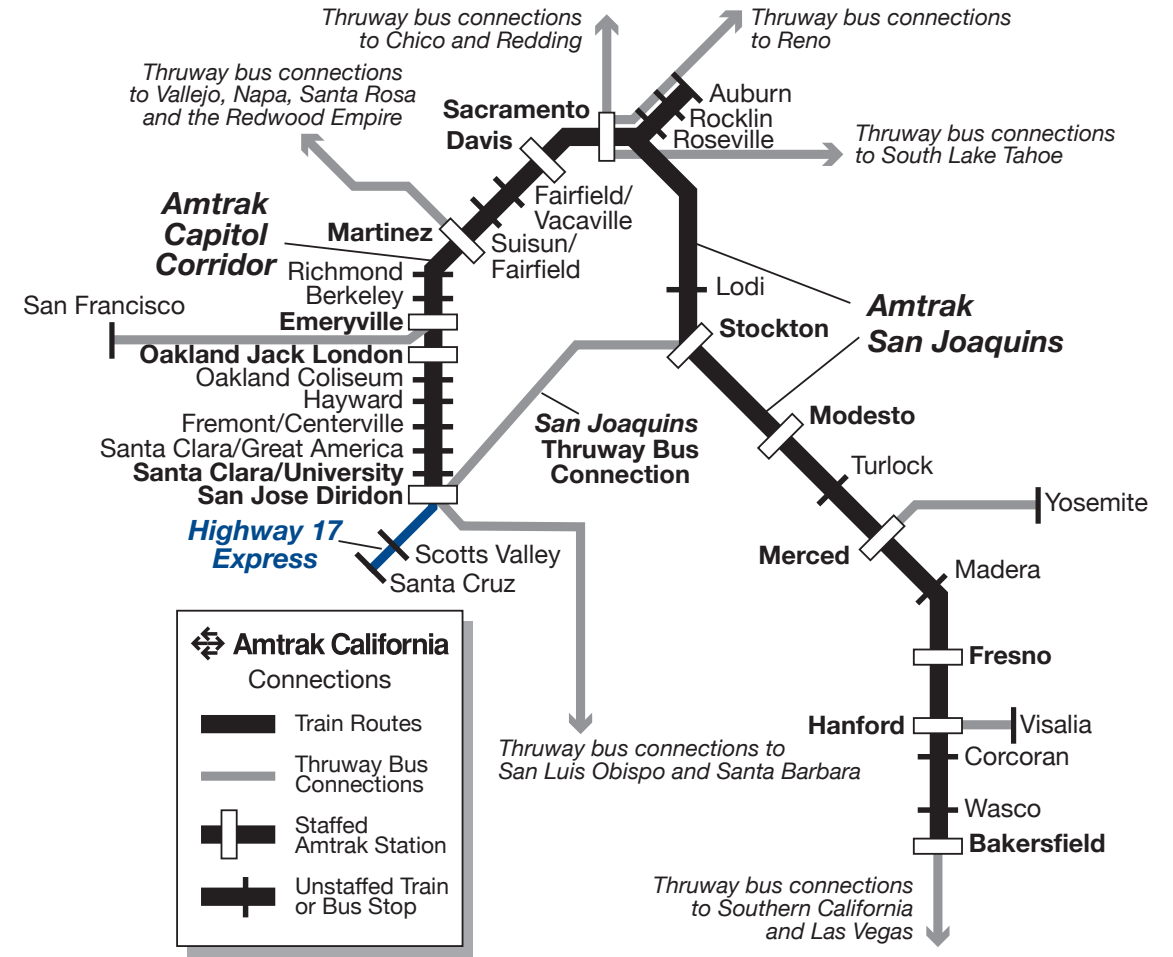 Thruway bus connections
to Chico and Redding
Thruway bus connections
to Reno
Thruway bus connections
to Vallejo, Napa, Santa Rosa
and the Redwood Empire
Sacramento
Davis
Auburn
Rocklin
Roseville
Thruway bus connections
to South Lake Tahoe
Fairfield/
Vacaville
Amtrak
Capitol
Corridor
Martinez
Suisun/
Fairfield
Richmond
Berkeley
San Francisco
Emeryville
Oakland Jack London
Oakland Coliseum
Hayward
Fremont/Centerville
Santa Clara/Great America
Santa Clara/University
San Jose Diridon
Lodi
Stockton
Amtrak
San Joaquins
San Joaquins
Thruway Bus
Connection
Modesto
Turlock
Yosemite
Merced
Madera
Highway 17
Express
Scotts Valley
Santa Cruz
Fresno
Hanford
Visalia
Corcoran
Wasco
Bakersfield
Thruway bus connections to
San Luis Obispo and Santa Barbara
Thruway bus connections
to Southern California
and Las Vegas
Amtrak California
Connections
Train Routes
Thruway Bus
Connections
Staffed
Amtrak Station
Unstaffed Train
or Bus Stop